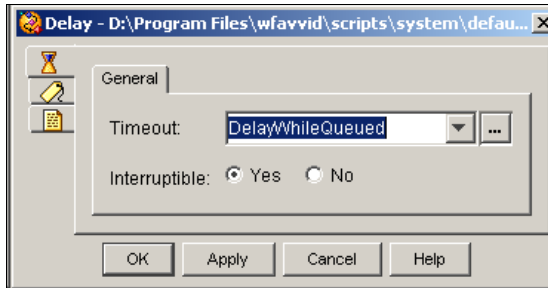 Delay - D:\Program Files\wfavvid\scripts\system\defau...
General
Timeout: DelayWhileQueued ...
Interruptible: Yes No
OK Apply Cancel Help